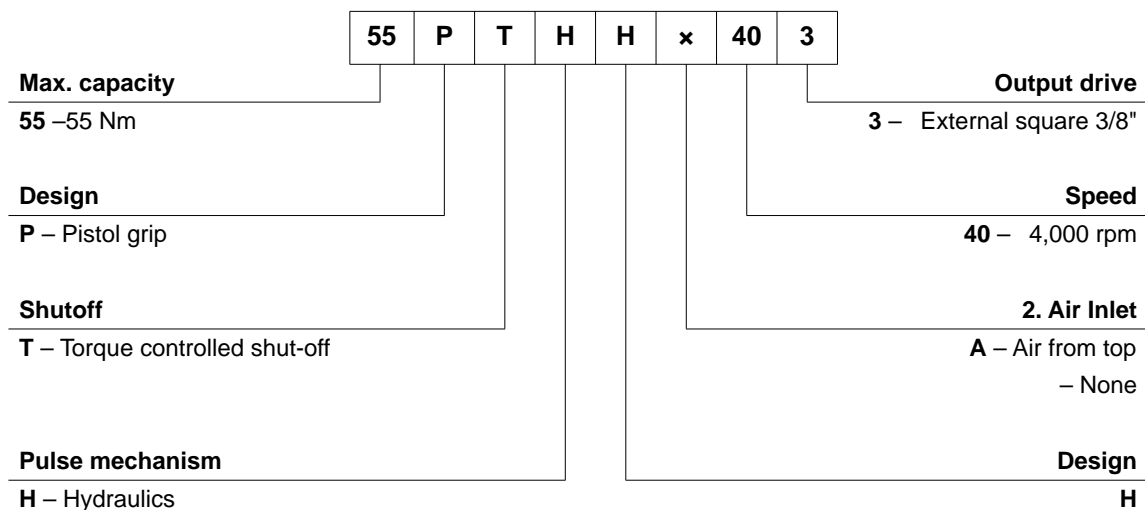 55 P T H H × 40 3
Max. capacity
55 –55 Nm
Design
P – Pistol grip
Shutoff
T – Torque controlled shut-off
Pulse mechanism
H – Hydraulics
Output drive
3 – External square 3/8"
Speed
40 – 4,000 rpm
2. Air Inlet
A – Air from top
– None
Design
H